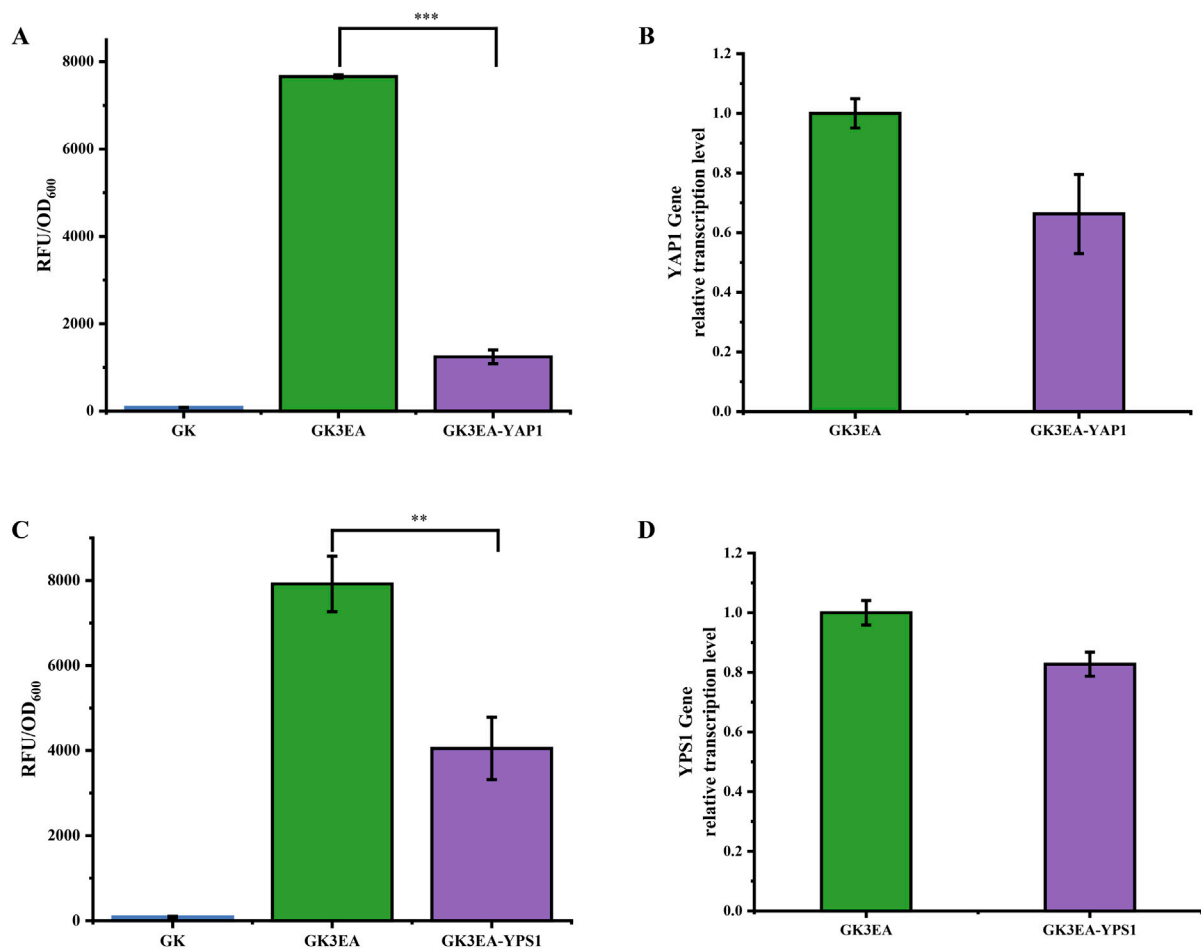 A
***
RFU/OD600
8000
6000
4000
2000
0
GK
GK3EA
GK3EA-YAP1
B
YAP1 Gene
relative transcription level
1.2
1.0
0.8
0.6
0.4
0.2
0.0
GK3EA
GK3EA-YAP1
C
**
RFU/OD600
8000
6000
4000
2000
0
GK
GK3EA
GK3EA-YPS1
D
YPS1 Gene
relative transcription level
1.2
1.0
0.8
0.6
0.4
0.2
0.0
GK3EA
GK3EA-YPS1